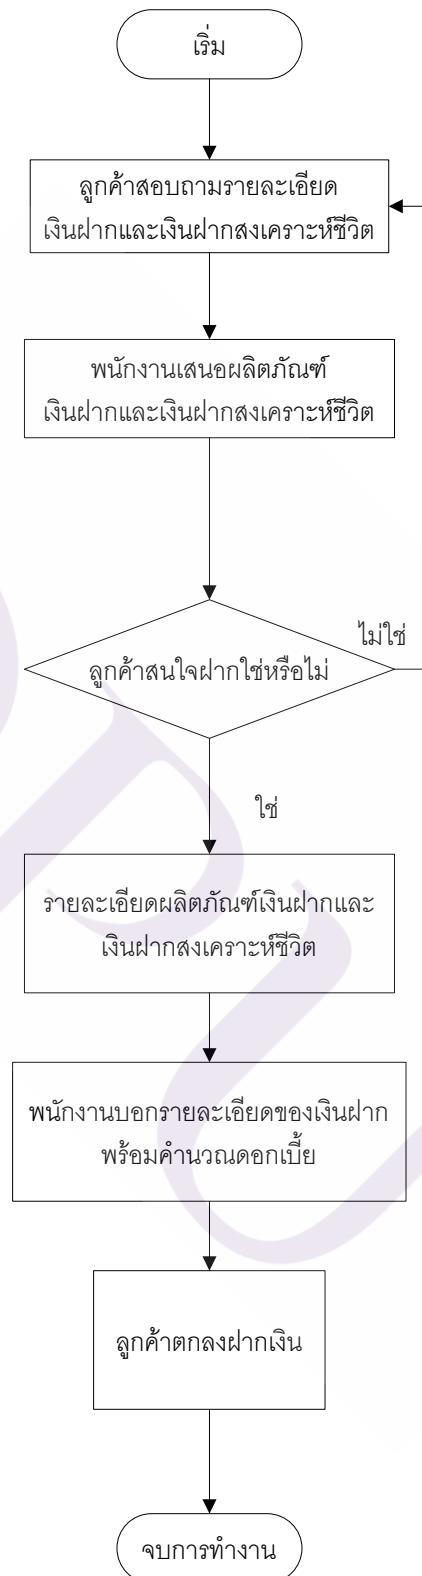 เริ่ม
ลูกค้าสอบถามรายละเอียด
เงินฝากและเงินฝากสงเคราะห์ชีวิต
พนักงานเสนอผลิตภัณฑ์
เงินฝากและเงินฝากสงเคราะห์ชีวิต
ไม่ใช่
ลูกค้าสนใจฝากใช่หรือไม่
ใช่
รายละเอียดผลิตภัณฑ์เงินฝากและ
เงินฝากสงเคราะห์ชีวิต
พนักงานบอกรายละเอียดของเงินฝาก
พร้อมคำนวณดอกเบี้ย
ลูกค้าตกลงฝากเงิน
จบการทำงาน